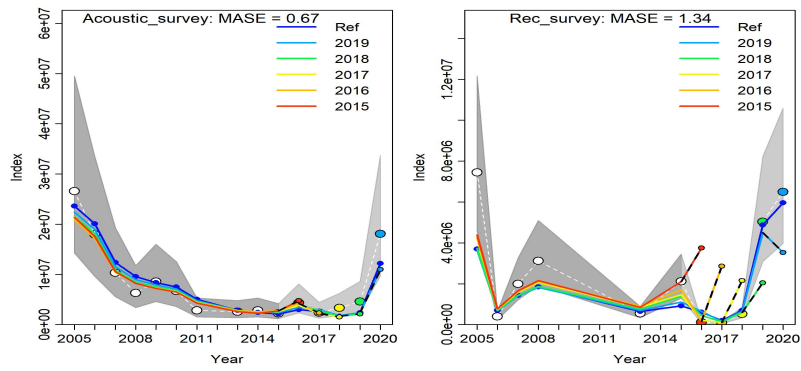 Acoustic_survey: MASE = 0.67
Ref
2019
2018
2017
2016
2015
Index
6e+07
5e+07
4e+07
3e+07
2e+07
1e+07
0e+00
2005
2008
2011
2014
2017
2020
Year
Rec_survey: MASE = 1.34
Ref
2019
2018
2017
2016
2015
Index
1.2e+07
8.0e+06
4.0e+06
0.0e+00
2005
2008
2011
2014
2017
2020
Year